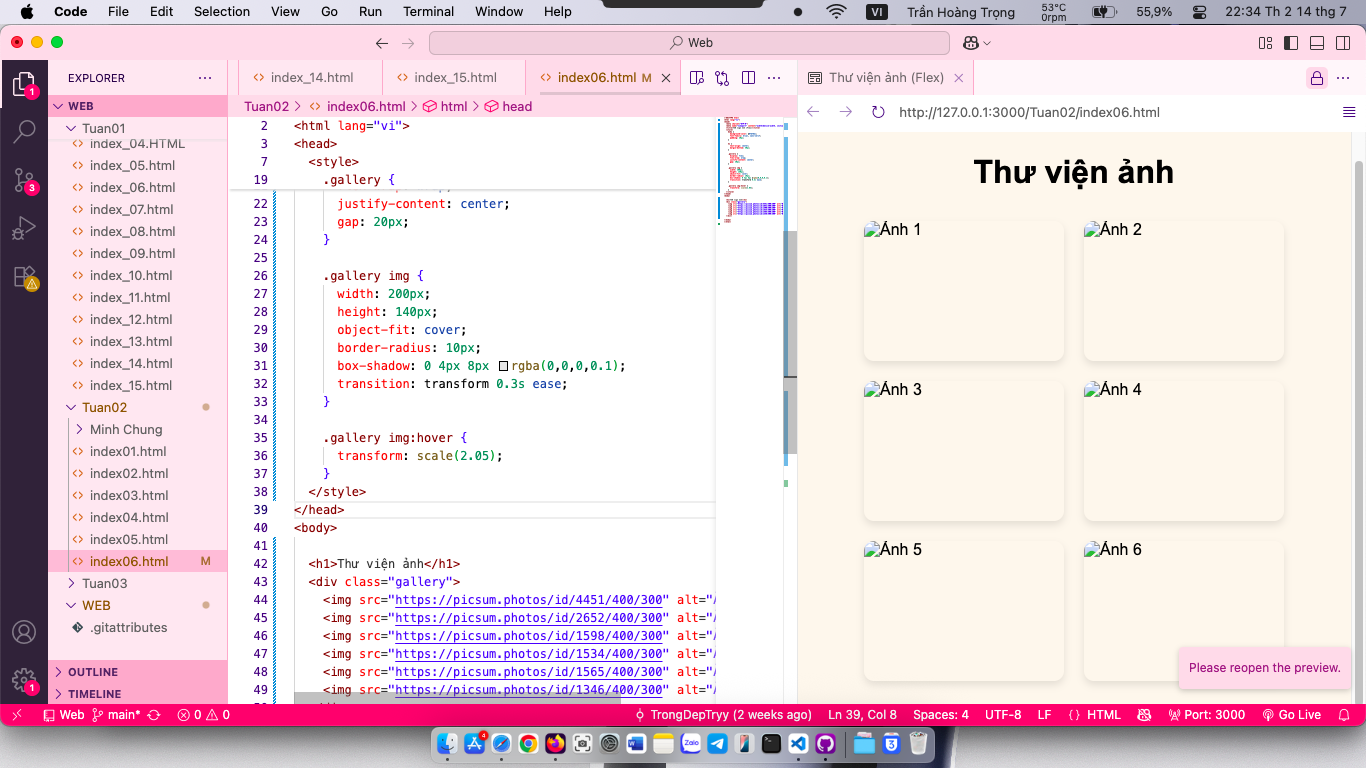 Code File Edit Selection View Go Run Terminal Window Help VI Trần Hoàng Trọng 53°C 0rpm 55,9% 22:34 Th 2 14 thg 7
Web
EXPLORER
WEB
Tuan01
index_04.HTML
index_05.html
index_06.html
index_07.html
index_08.html
index_09.html
index_10.html
index_11.html
index_12.html
index_13.html
index_14.html
index_15.html
Tuan02
Minh Chung
index01.html
index02.html
index03.html
index04.html
index05.html
index06.html M
Tuan03
WEB
.gitattributes
OUTLINE
TIMELINE
1
3
1
index_14.html index_15.html index06.html M
Tuan02 > index06.html > html > head
2 <html lang="vi">
3 <head>
7 <style>
19 .gallery {
22 justify-content: center;
23 gap: 20px;
24 }
25
26 .gallery img {
27 width: 200px;
28 height: 140px;
29 object-fit: cover;
30 border-radius: 10px;
31 box-shadow: 0 4px 8px rgba(0,0,0,0.1);
32 transition: transform 0.3s ease;
33 }
34
35 .gallery img:hover {
36 transform: scale(2.05);
37 }
38 </style>
39 </head>
40 <body>
41
42 <h1>Thư viện ảnh</h1>
43 <div class="gallery">
44 <img src="https://picsum.photos/id/4451/400/300" alt="
45 <img src="https://picsum.photos/id/2652/400/300" alt="
46 <img src="https://picsum.photos/id/1598/400/300" alt="
47 <img src="https://picsum.photos/id/1534/400/300" alt="
48 <img src="https://picsum.photos/id/1565/400/300" alt="
49 <img src="https://picsum.photos/id/1346/400/300" alt="
Thư viện ảnh (Flex)
http://127.0.0.1:3000/Tuan02/index06.html
Thư viện ảnh
Ảnh 1 Ảnh 2
Ảnh 3 Ảnh 4
Ảnh 5 Ảnh 6
Please reopen the preview.
Web main* 0 0 TrongDepTryy (2 weeks ago) Ln 39, Col 8 Spaces: 4 UTF-8 LF {} HTML Port: 3000 Go Live
4
Zalo
3